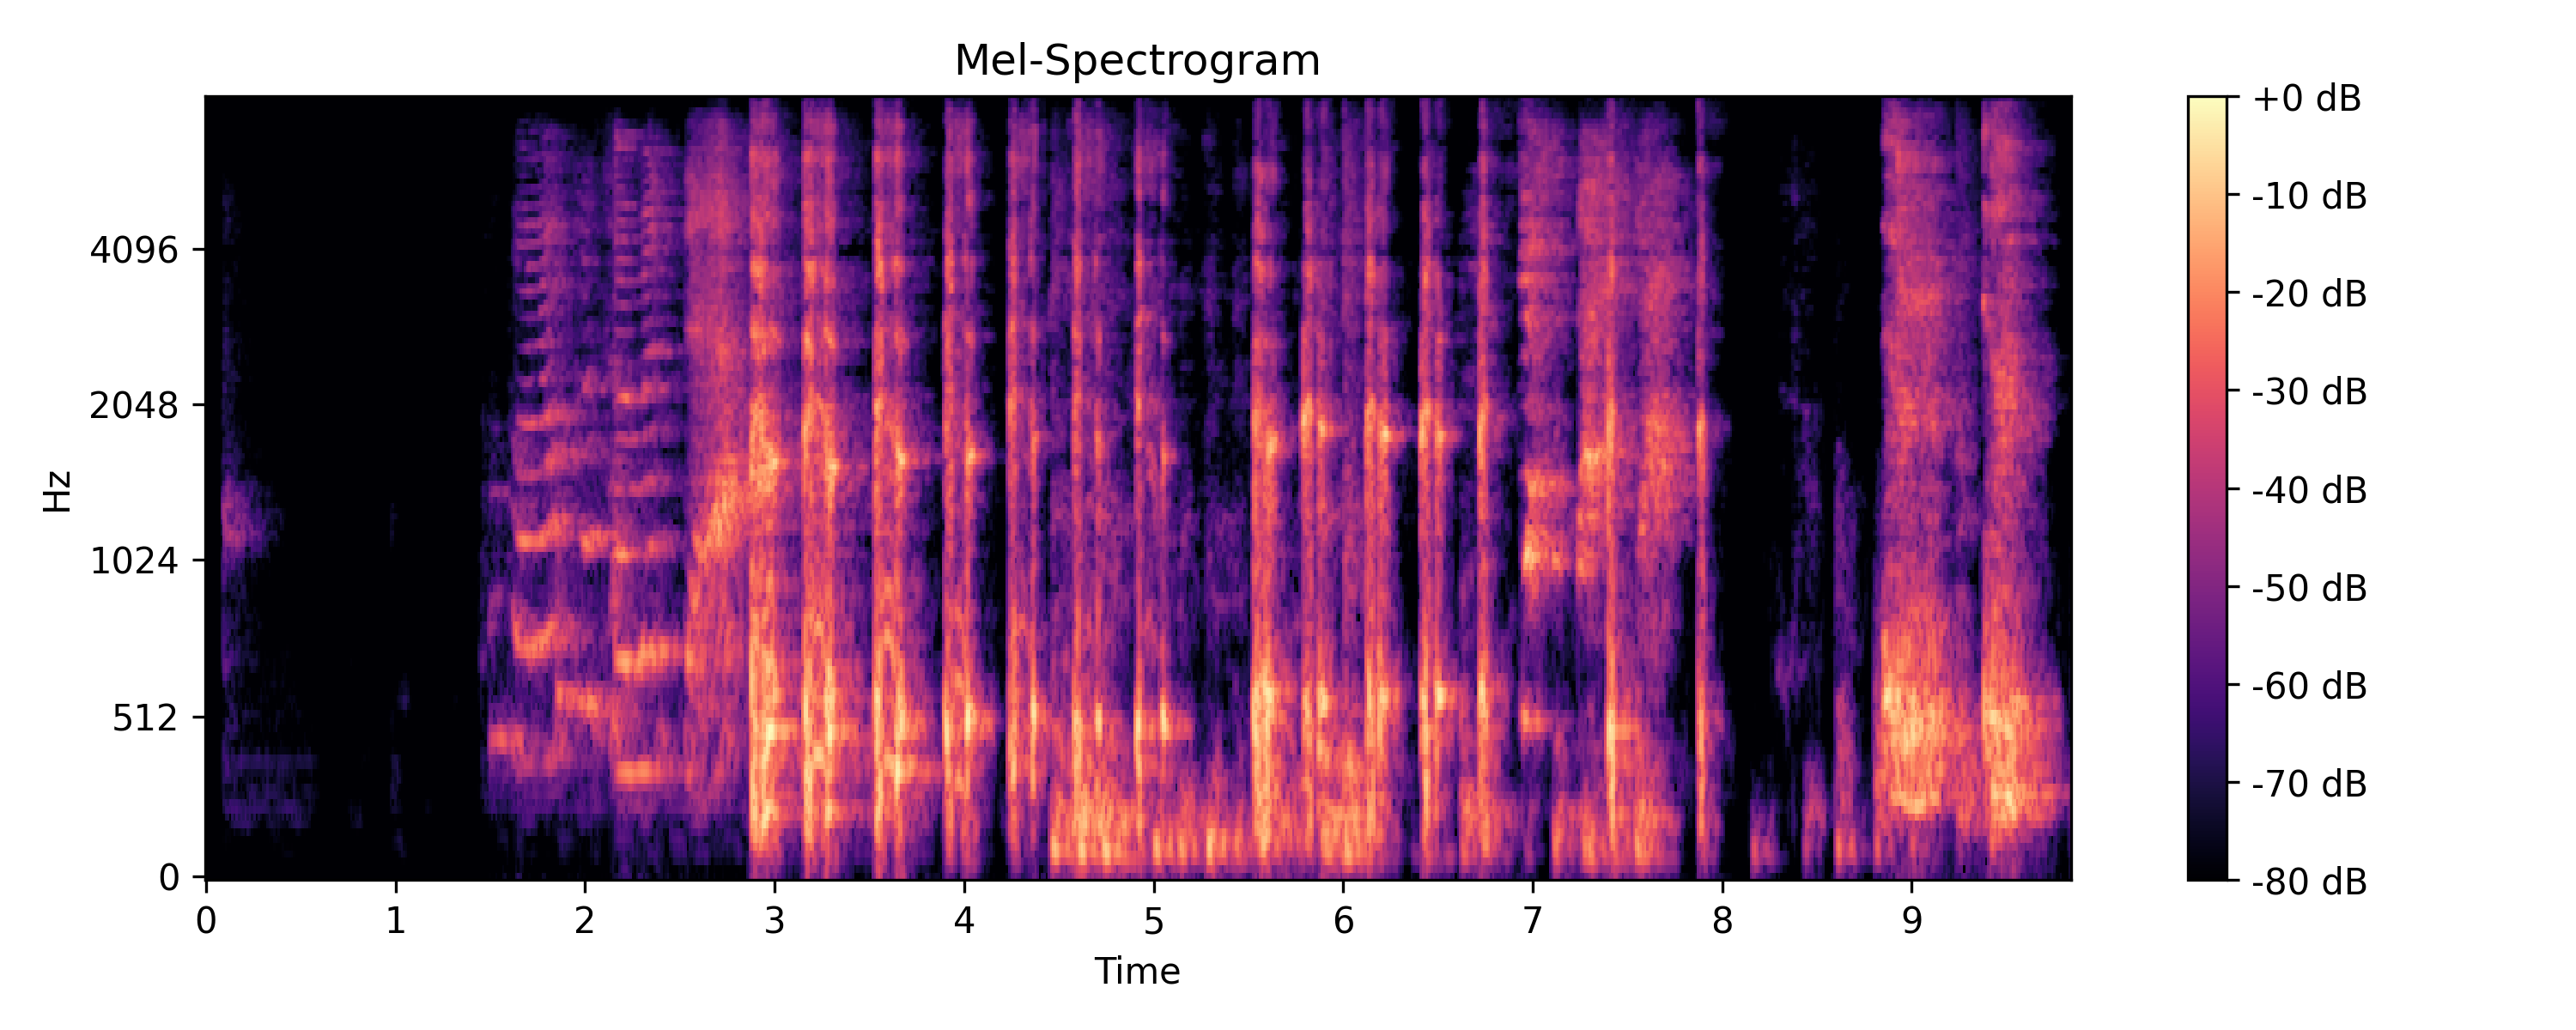 Mel-Spectrogram
+0 dB
-10 dB
4096
-20 dB
-30 dB
2048
Hz
-40 dB
1024
-50 dB
-60 dB
512
-70 dB
0
-80 dB
0 1 2 3 4 5 6 7 8 9
Time